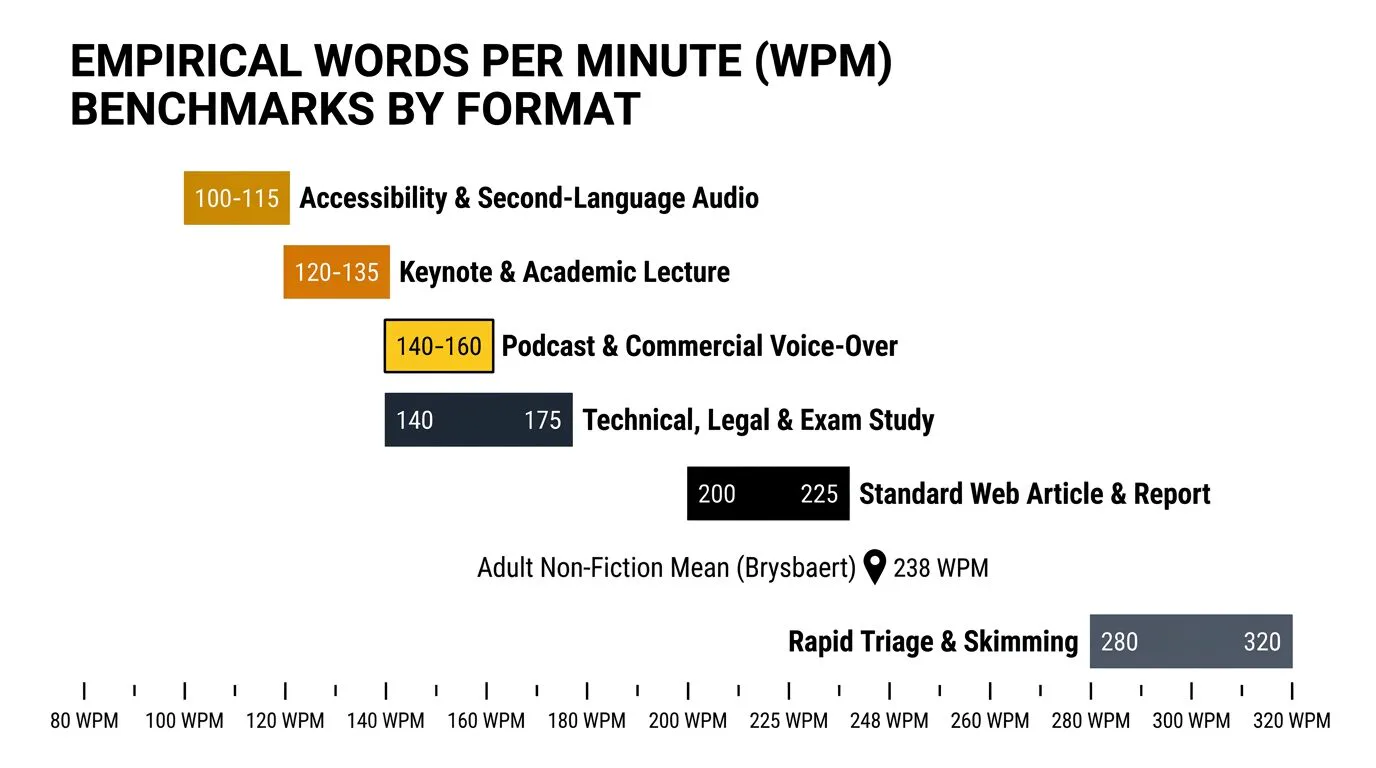 EMPIRICAL WORDS PER MINUTE (WPM)
BENCHMARKS BY FORMAT
100-115 Accessibility & Second-Language Audio
120-135 Keynote & Academic Lecture
140-160 Podcast & Commercial Voice-Over
140 175 Technical, Legal & Exam Study
200 225 Standard Web Article & Report
Adult Non-Fiction Mean (Brysbaert) 238 WPM
Rapid Triage & Skimming 280 320
80 WPM 100 WPM 120 WPM 140 WPM 160 WPM 180 WPM 200 WPM 225 WPM 248 WPM 260 WPM 280 WPM 300 WPM 320 WPM